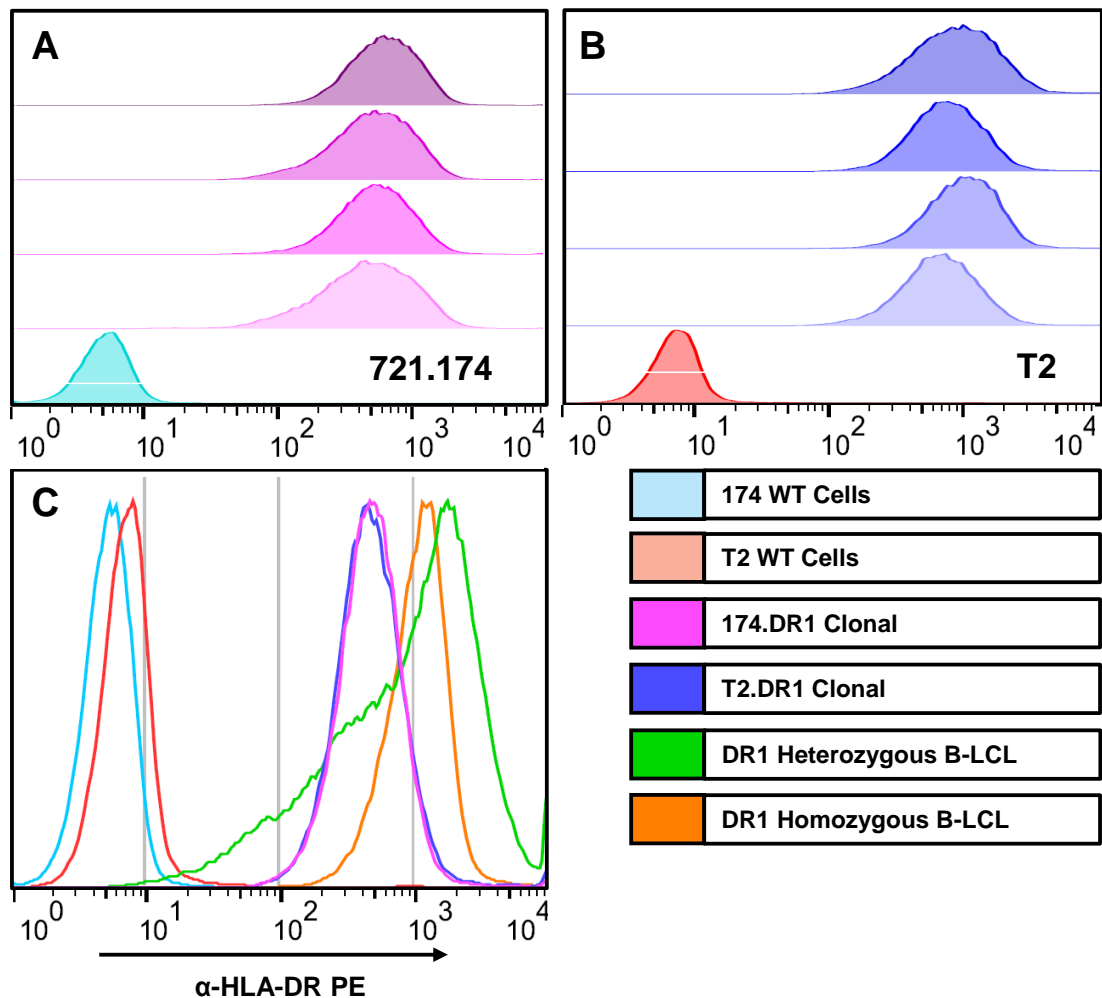 A
721.174
10^0 10^1 10^2 10^3 10^4
B
T2
10^0 10^1 10^2 10^3 10^4
C
10^0 10^1 10^2 10^3 10^4
α-HLA-DR PE
174 WT Cells
T2 WT Cells
174.DR1 Clonal
T2.DR1 Clonal
DR1 Heterozygous B-LCL
DR1 Homozygous B-LCL